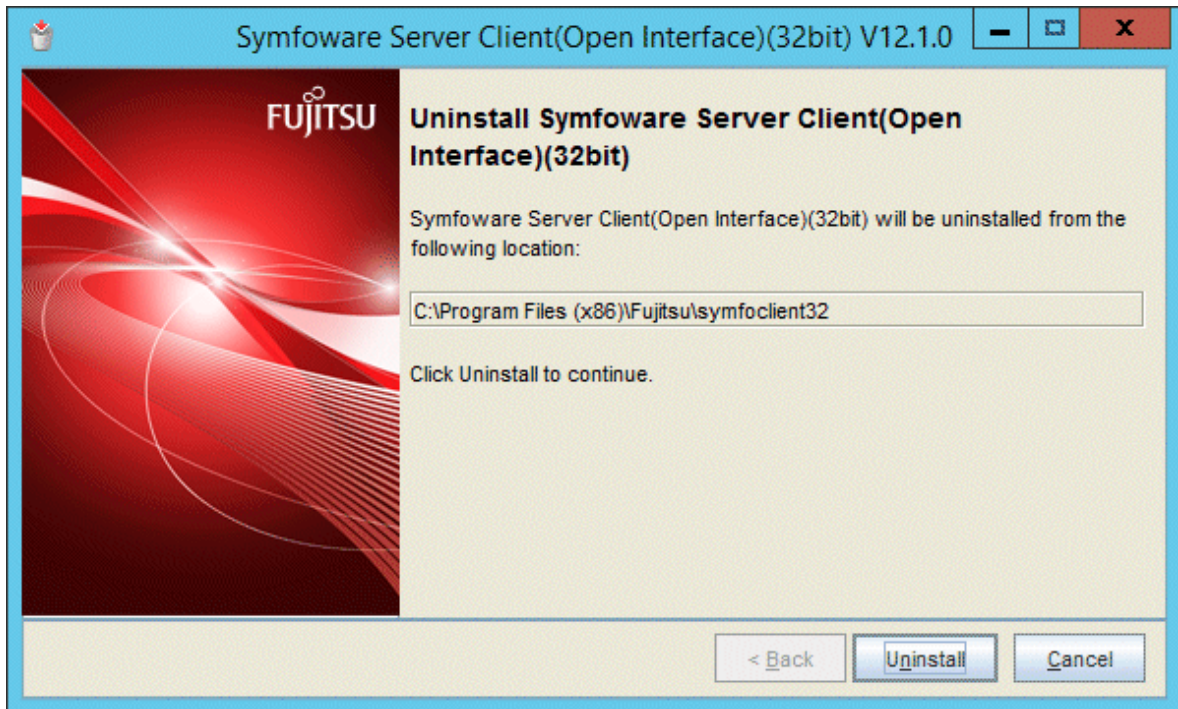 Symfoware Server Client(Open Interface)(32bit) V12.1.0
FUJITSU
Uninstall Symfoware Server Client(Open
Interface)(32bit)
Symfoware Server Client(Open Interface)(32bit) will be uninstalled from the
following location:
C:\Program Files (x86)\Fujitsu\symfoclient32
Click Uninstall to continue.
< Back
Uninstall
Cancel